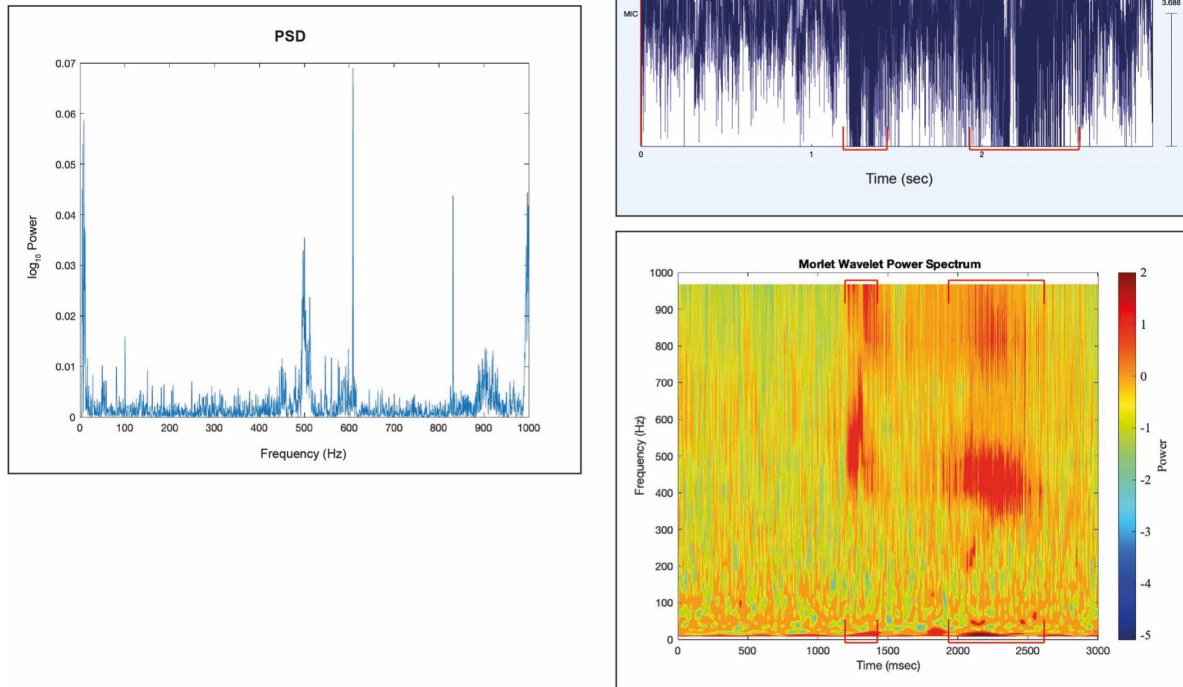 PSD
0.07
0.06
0.05
0.04
0.03
0.02
0.01
0
log₁₀ Power
0 100 200 300 400 500 600 700 800 900 1000
Frequency (Hz)
MIC
3.688
0 1 2
Time (sec)
Morlet Wavelet Power Spectrum
1000
900
800
700
600
500
400
300
200
100
0
Frequency (Hz)
0 500 1000 1500 2000 2500 3000
Time (msec)
2
1
0
-1
-2
-3
-4
-5
Power